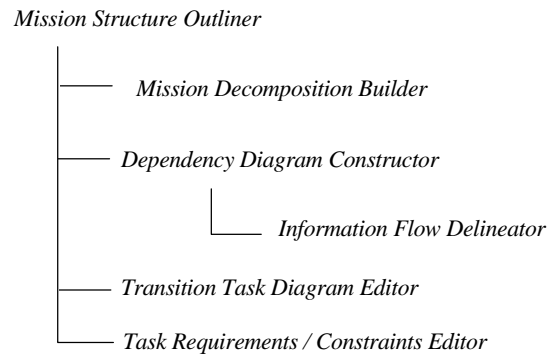 Mission Structure Outliner
Mission Decomposition Builder
Dependency Diagram Constructor
Information Flow Delineator
Transition Task Diagram Editor
Task Requirements / Constraints Editor